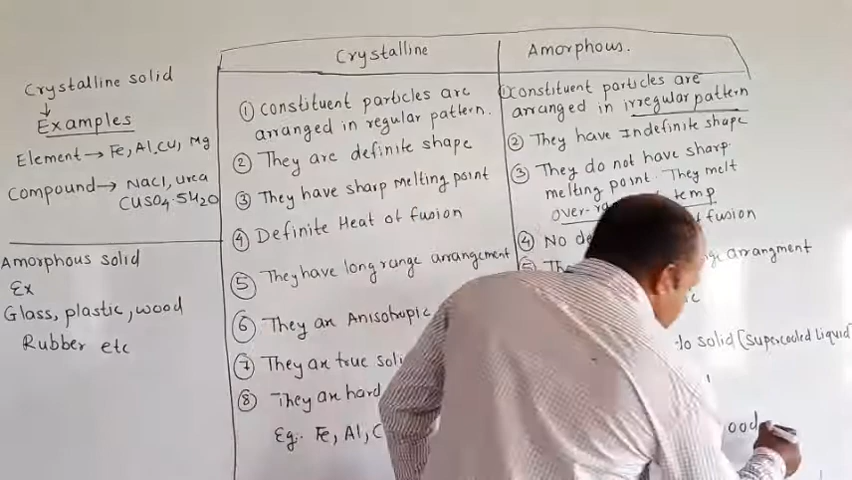 Crystalline solid
Examples
Element → Fe, Al, Cu, Mg
Compound → NaCl, urea
CuSO4·5H2O
Amorphous solid
Ex
Glass, plastic, wood
Rubber etc
Crystalline
① constituent particles are
arranged in regular pattern.
② They are definite shape
③ They have sharp melting point
④ Definite Heat of fusion
⑤ They have long range arrangement
⑥ They are Anisotropic
⑦ They are true soli
⑧ They are hard
Eg. Fe, Al, C
Amorphous.
① constituent particles are
arranged in irregular pattern
② They have Indefinite shape
③ They do not have sharp
melting point. They melt
over temp
④ No fusion
⑤ arrangment
solid [Supercooled Liquid
ood